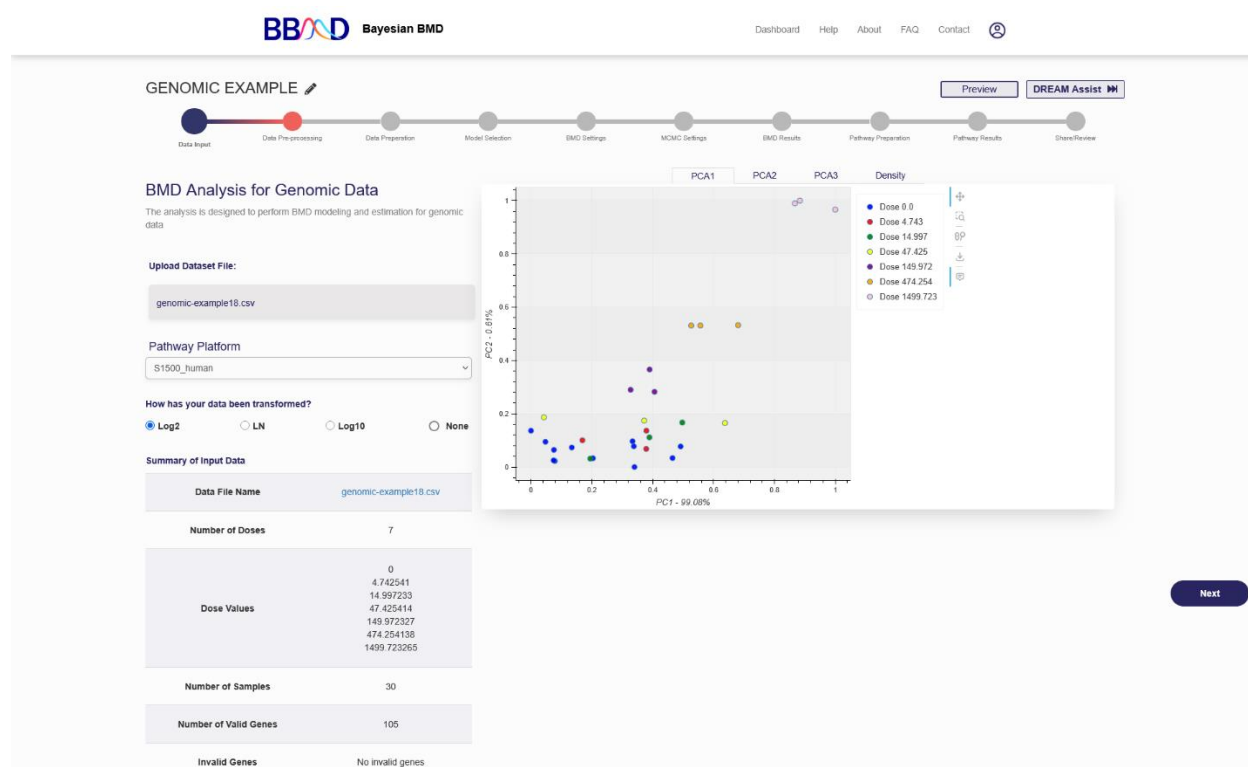 BBMD Bayesian BMD
Dashboard Help About FAQ Contact
GENOMIC EXAMPLE
Preview DREAM Assist
Data Input
Data Pre-processing
Data Preparation
Model Selection
BMD Settings
MCMC Settings
BMD Results
Pathway Preparation
Pathway Results
Share/Review
BMD Analysis for Genomic Data
The analysis is designed to perform BMD modeling and estimation for genomic
data
Upload Dataset File:
genomic-example18.csv
Pathway Platform
S1500_human
How has your data been transformed?
Log2 LN Log10 None
Summary of Input Data
Data File Name genomic-example18.csv
Number of Doses 7
Dose Values
0
4.742541
14.997233
47.425414
149.972327
474.254138
1499.723265
Number of Samples 30
Number of Valid Genes 105
Invalid Genes No invalid genes
PCA1 PCA2 PCA3 Density
1
0.8
0.6
0.4
0.2
0
PC2 - 0.61%
0 0.2 0.4 0.6 0.8 1
PC1 - 99.08%
Dose 0.0
Dose 4.743
Dose 14.997
Dose 47.425
Dose 149.972
Dose 474.254
Dose 1499.723
Next